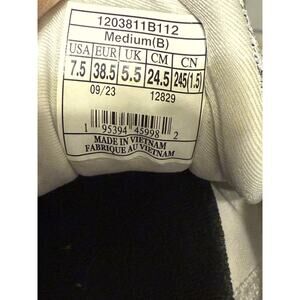 1203811B112
Medium(B)
USA EUR UK CM CN
7.5 38.5 5.5 24.5 245(1.5)
09/23 12829
1 95394 45998 2
MADE IN VIETNAM
FABRIQUE AU VIETNAM